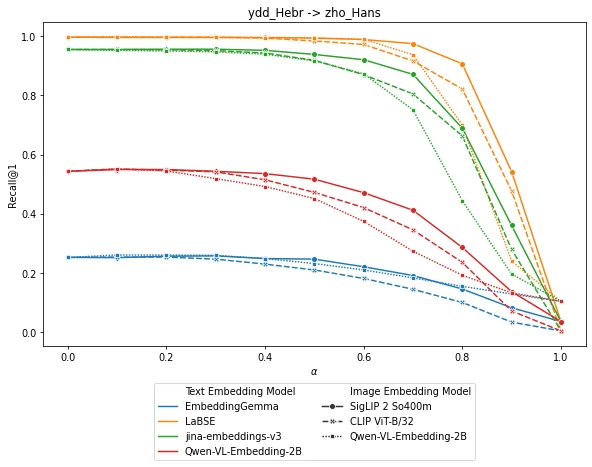 ydd_Hebr -> zho_Hans
Recall@1
1.0
0.8
0.6
0.4
0.2
0.0
0.0 0.2 0.4 0.6 0.8 1.0
α
Text Embedding Model
EmbeddingGemma
LaBSE
jina-embeddings-v3
Qwen-VL-Embedding-2B
Image Embedding Model
SigLIP 2 So400m
CLIP ViT-B/32
Qwen-VL-Embedding-2B